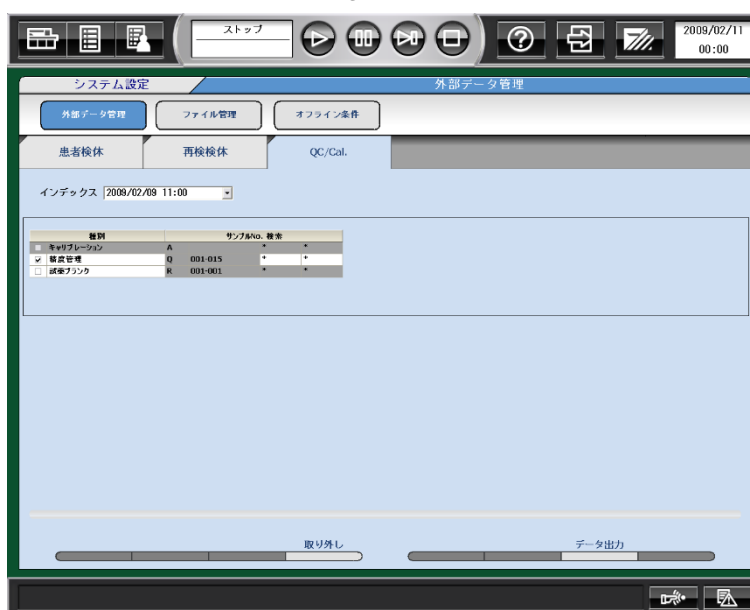 ストップ
2009/02/11
00:00
システム設定
外部データ管理
外部データ管理
ファイル管理
オフライン条件
患者検体
再検検体
QC/Cal.
インデックス 2009/02/09 11:00
種別 サンプルNo. 検索
キャリブレーション A * *
精度管理 Q 001-015 * *
試薬ブランク R 001-001 * *
取り外し
データ出力